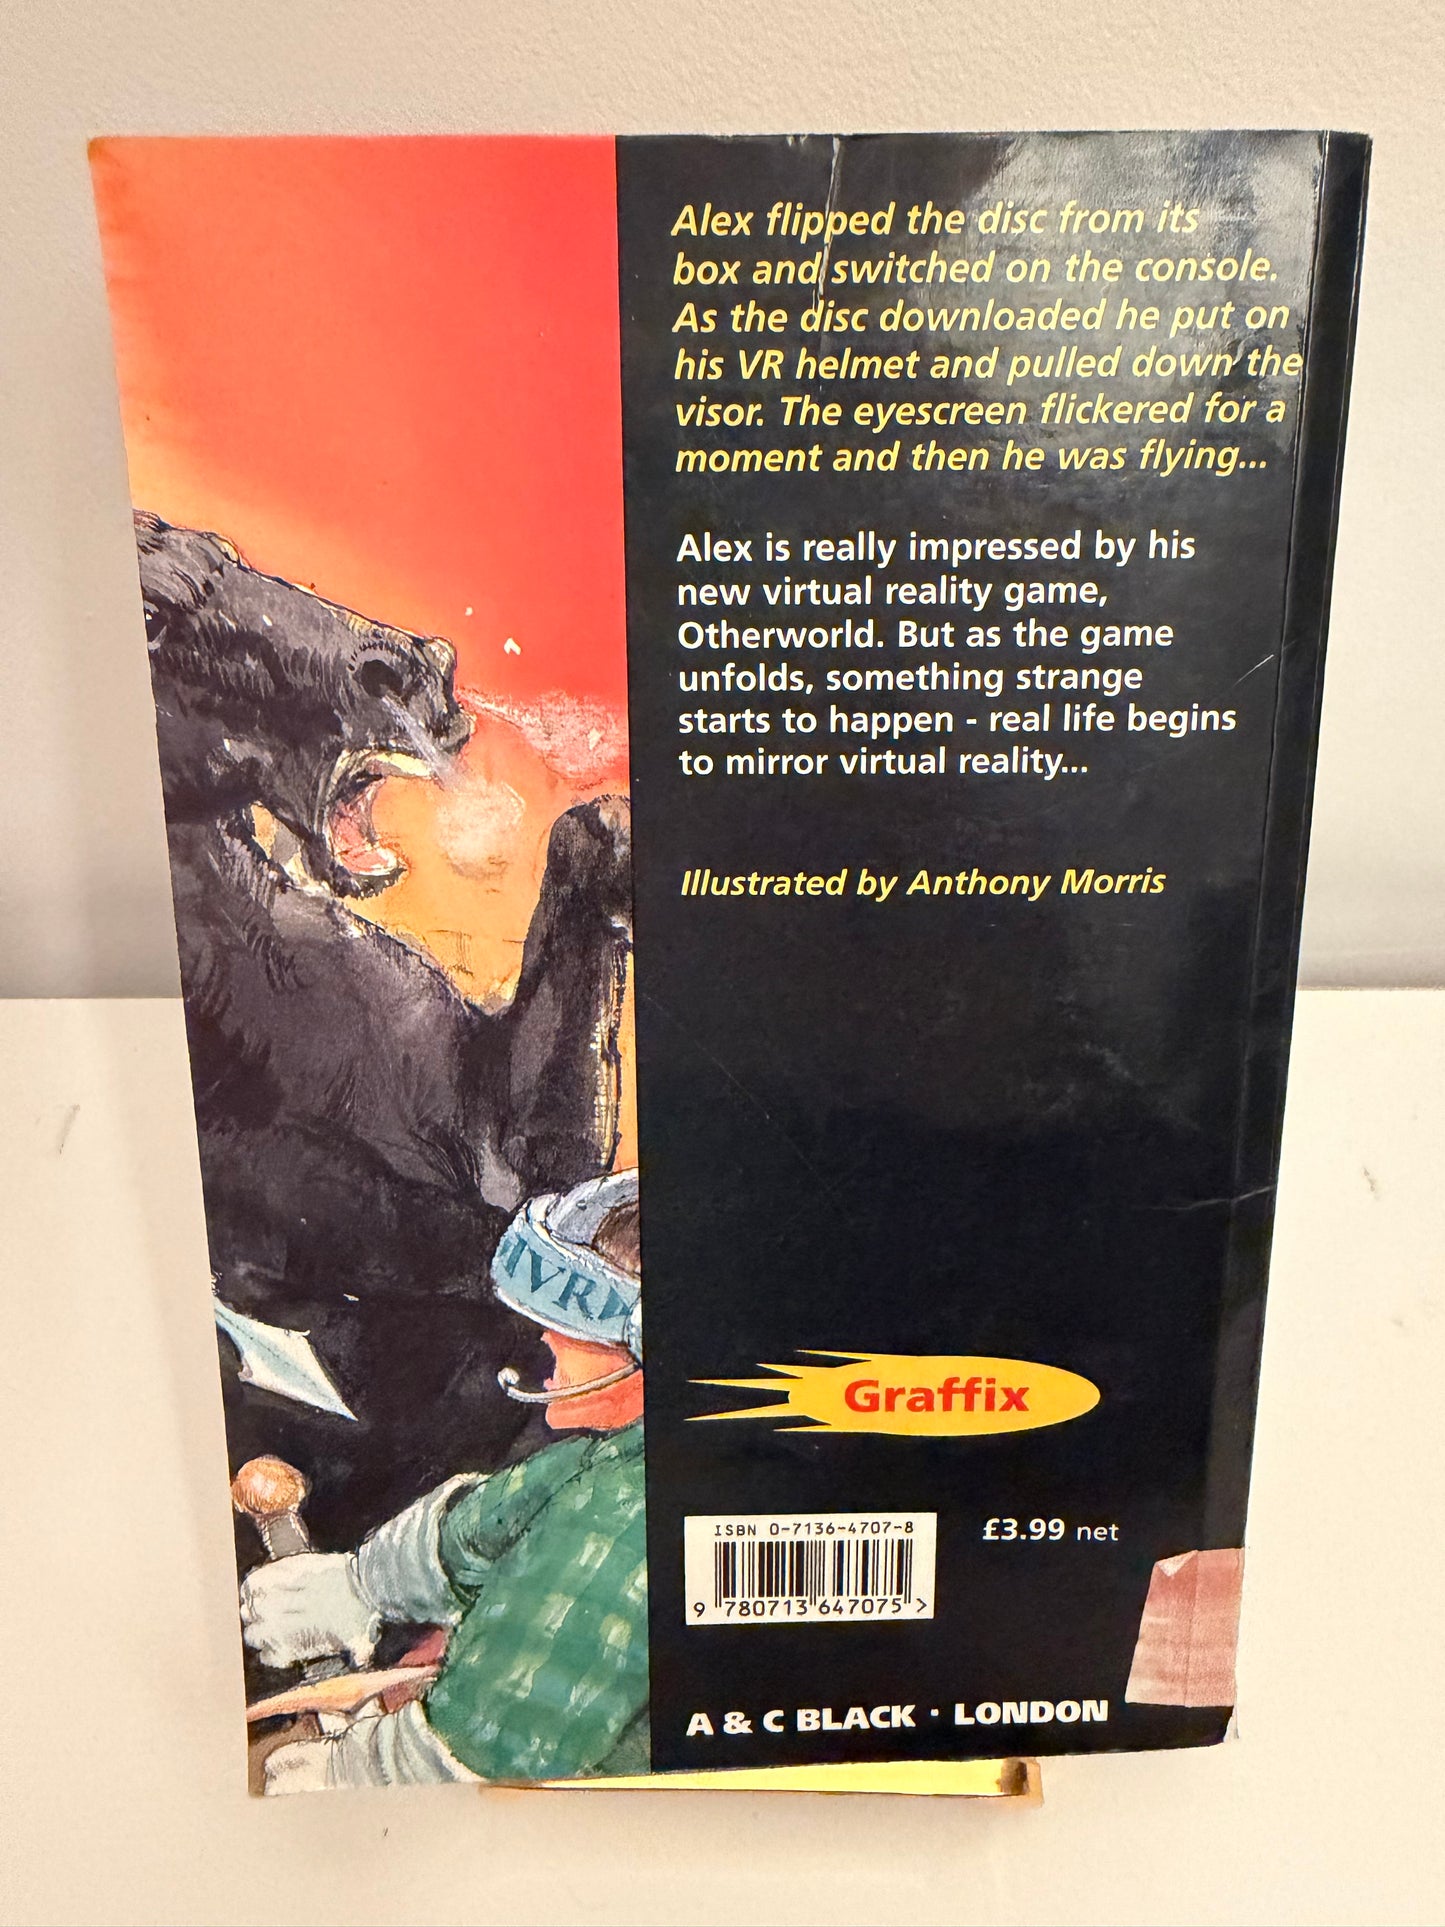 Alex flipped the disc from its
box and switched on the console.
As the disc downloaded he put on
his VR helmet and pulled down the
visor. The eyescreen flickered for a
moment and then he was flying...
Alex is really impressed by his
new virtual reality game,
Otherworld. But as the game
unfolds, something strange
starts to happen - real life begins
to mirror virtual reality...
Illustrated by Anthony Morris
IVRW
Graffix
ISBN 0-7136-4707-8
£3.99 net
9 780713 647075 >
A & C BLACK · LONDON